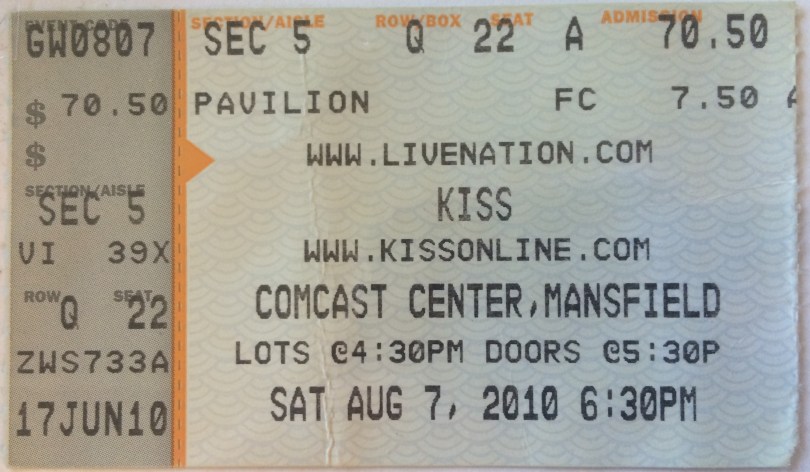 EVENT CODE
GW0807
$ 70.50
$
SECTION/AISLE
SEC 5
VI 39X
ROW SEAT
Q 22
ZWS733A
17JUN10
SECTION/AISLE ROW/BOX SEAT ADMISSION
SEC 5 Q 22 A 70.50
PAVILION FC 7.50
WWW.LIVENATION.COM
KISS
WWW.KISSONLINE.COM
COMCAST CENTER,MANSFIELD
LOTS @4:30PM DOORS @5:30P
SAT AUG 7, 2010 6:30PM